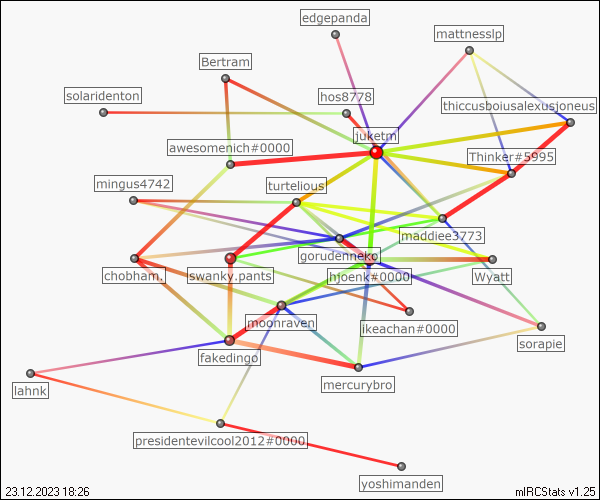 edgepanda
mattnesslp
Bertram
solaridenton
hos8778
thiccusboiusalexusjoneus
juketm
awesomenich#0000
Thinker#5995
mingus4742
turtelious
maddiee3773
gorudenneko
chobham.
swanky.pants
hjoenk#0000
Wyatt
moonraven
ikeachan#0000
sorapie
fakedingo
mercurybro
lahnk
presidentevilcool2012#0000
yoshimanden
23.12.2023 18:26
mIRCStats v1.25